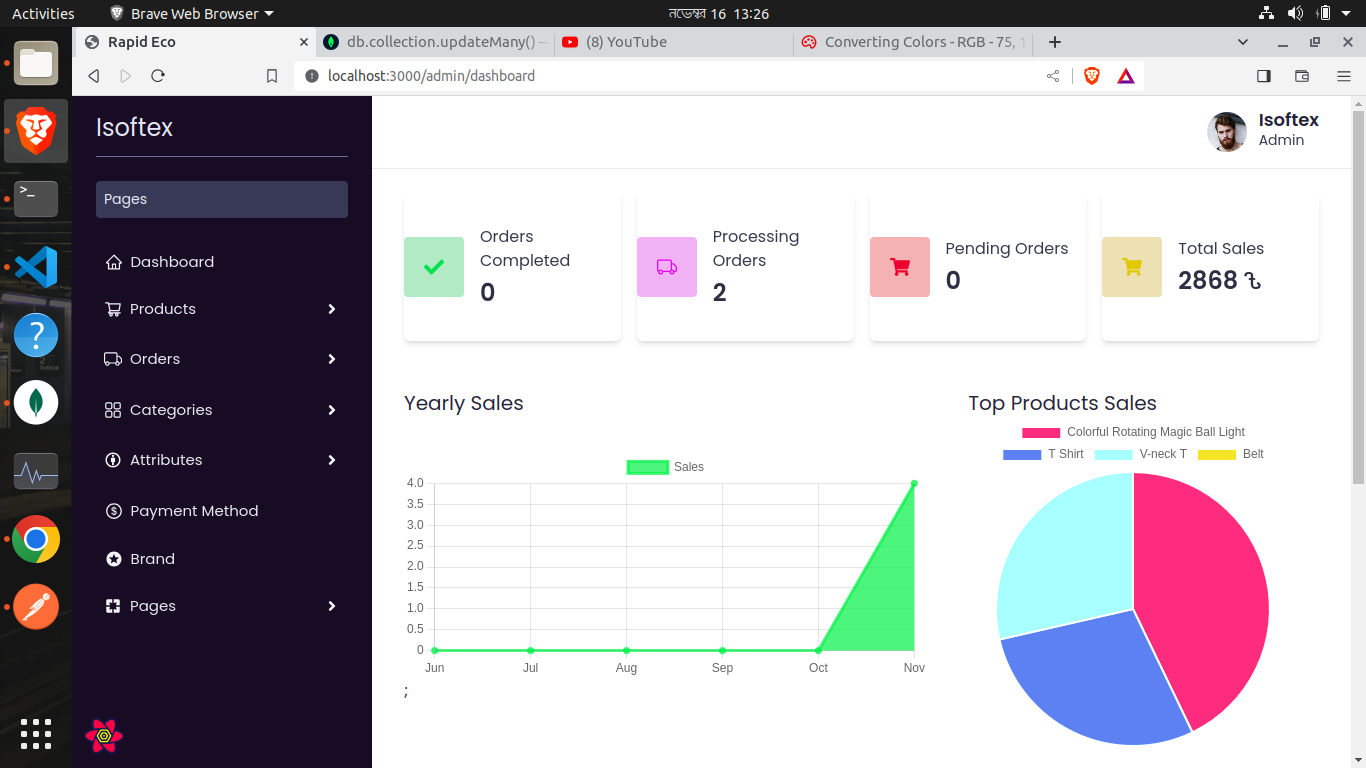 Activities
Brave Web Browser
নভেম্বর 16 13:26
Rapid Eco
db.collection.updateMany() —
(8) YouTube
Converting Colors - RGB - 75, 1
localhost:3000/admin/dashboard
Isoftex
Isoftex
Admin
Pages
Dashboard
Products
Orders
Categories
Attributes
Payment Method
Brand
Pages
Orders
Completed
0
Processing
Orders
2
Pending Orders
0
Total Sales
2868 ৳
Yearly Sales
Sales
4.0
3.5
3.0
2.5
2.0
1.5
1.0
0.5
0
Jun Jul Aug Sep Oct Nov
;
Top Products Sales
Colorful Rotating Magic Ball Light
T Shirt V-neck T Belt